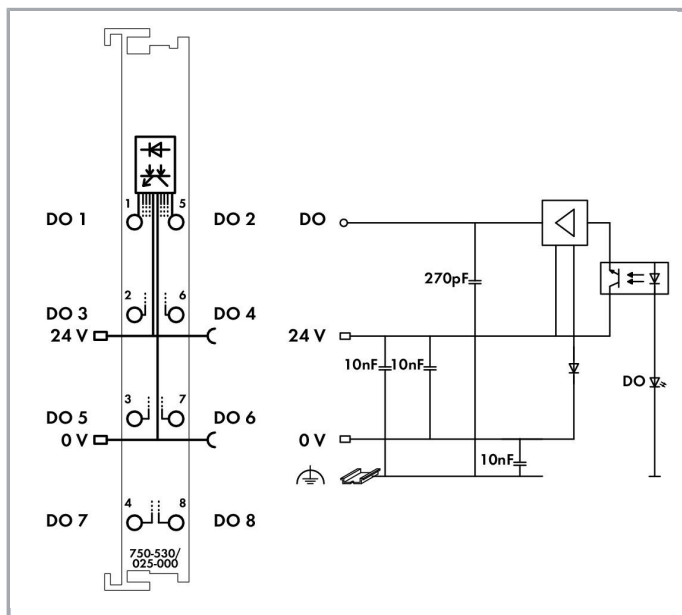 1 5
DO 1 DO 2 DO
270pF
2 6
DO 3 DO 4
24 V 24 V
10nF 10nF
DO
3 7
DO 5 DO 6
0 V 0 V
10nF
4 8
DO 7 DO 8
750-530/
025-000